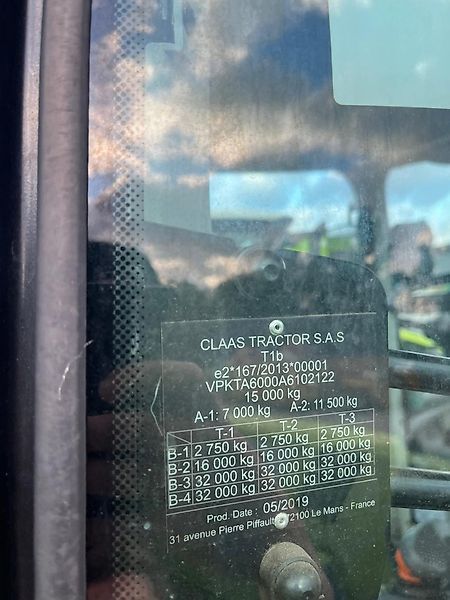 CLAAS TRACTOR S.A.S
T1b
e2*167/2013*00001
VPKTA6000A6102122
15 000 kg
A-1: 7 000 kg A-2: 11 500 kg
T-1 T-2 T-3
B-1 2 750 kg 2 750 kg 2 750 kg
B-2 16 000 kg 16 000 kg 16 000 kg
B-3 32 000 kg 32 000 kg 32 000 kg
B-4 32 000 kg 32 000 kg 32 000 kg
Prod Date: 05/2019
31 avenue Pierre Piffault 72100 Le Mans - France